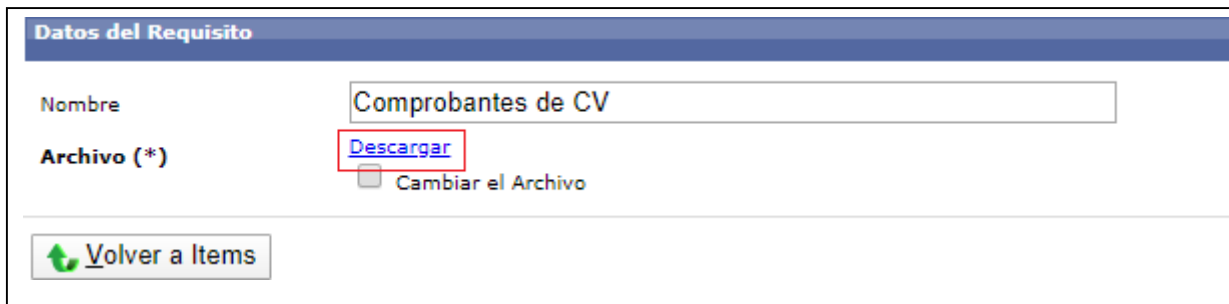 Datos del Requisito
Nombre
Comprobantes de CV
Archivo (*)
Descargar
Cambiar el Archivo
Volver a Items